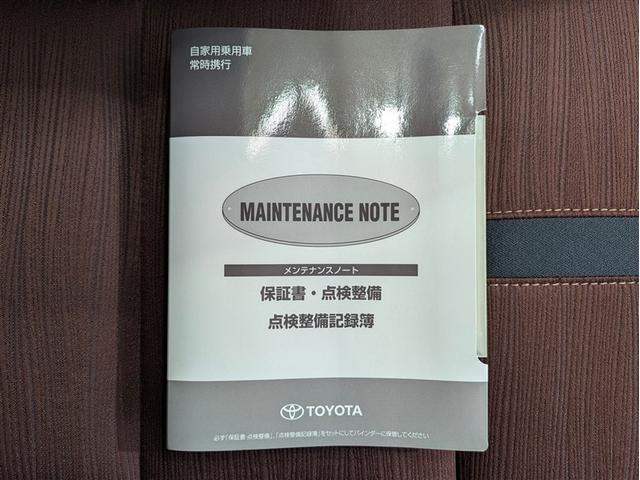 自家用乗用車
常時携行
MAINTENANCE NOTE
メンテナンスノート
保証書・点検整備
点検整備記録簿
TOYOTA
必ず「保証書・点検整備」、「点検整備記録簿」をセットにしてバインダーに保管してください